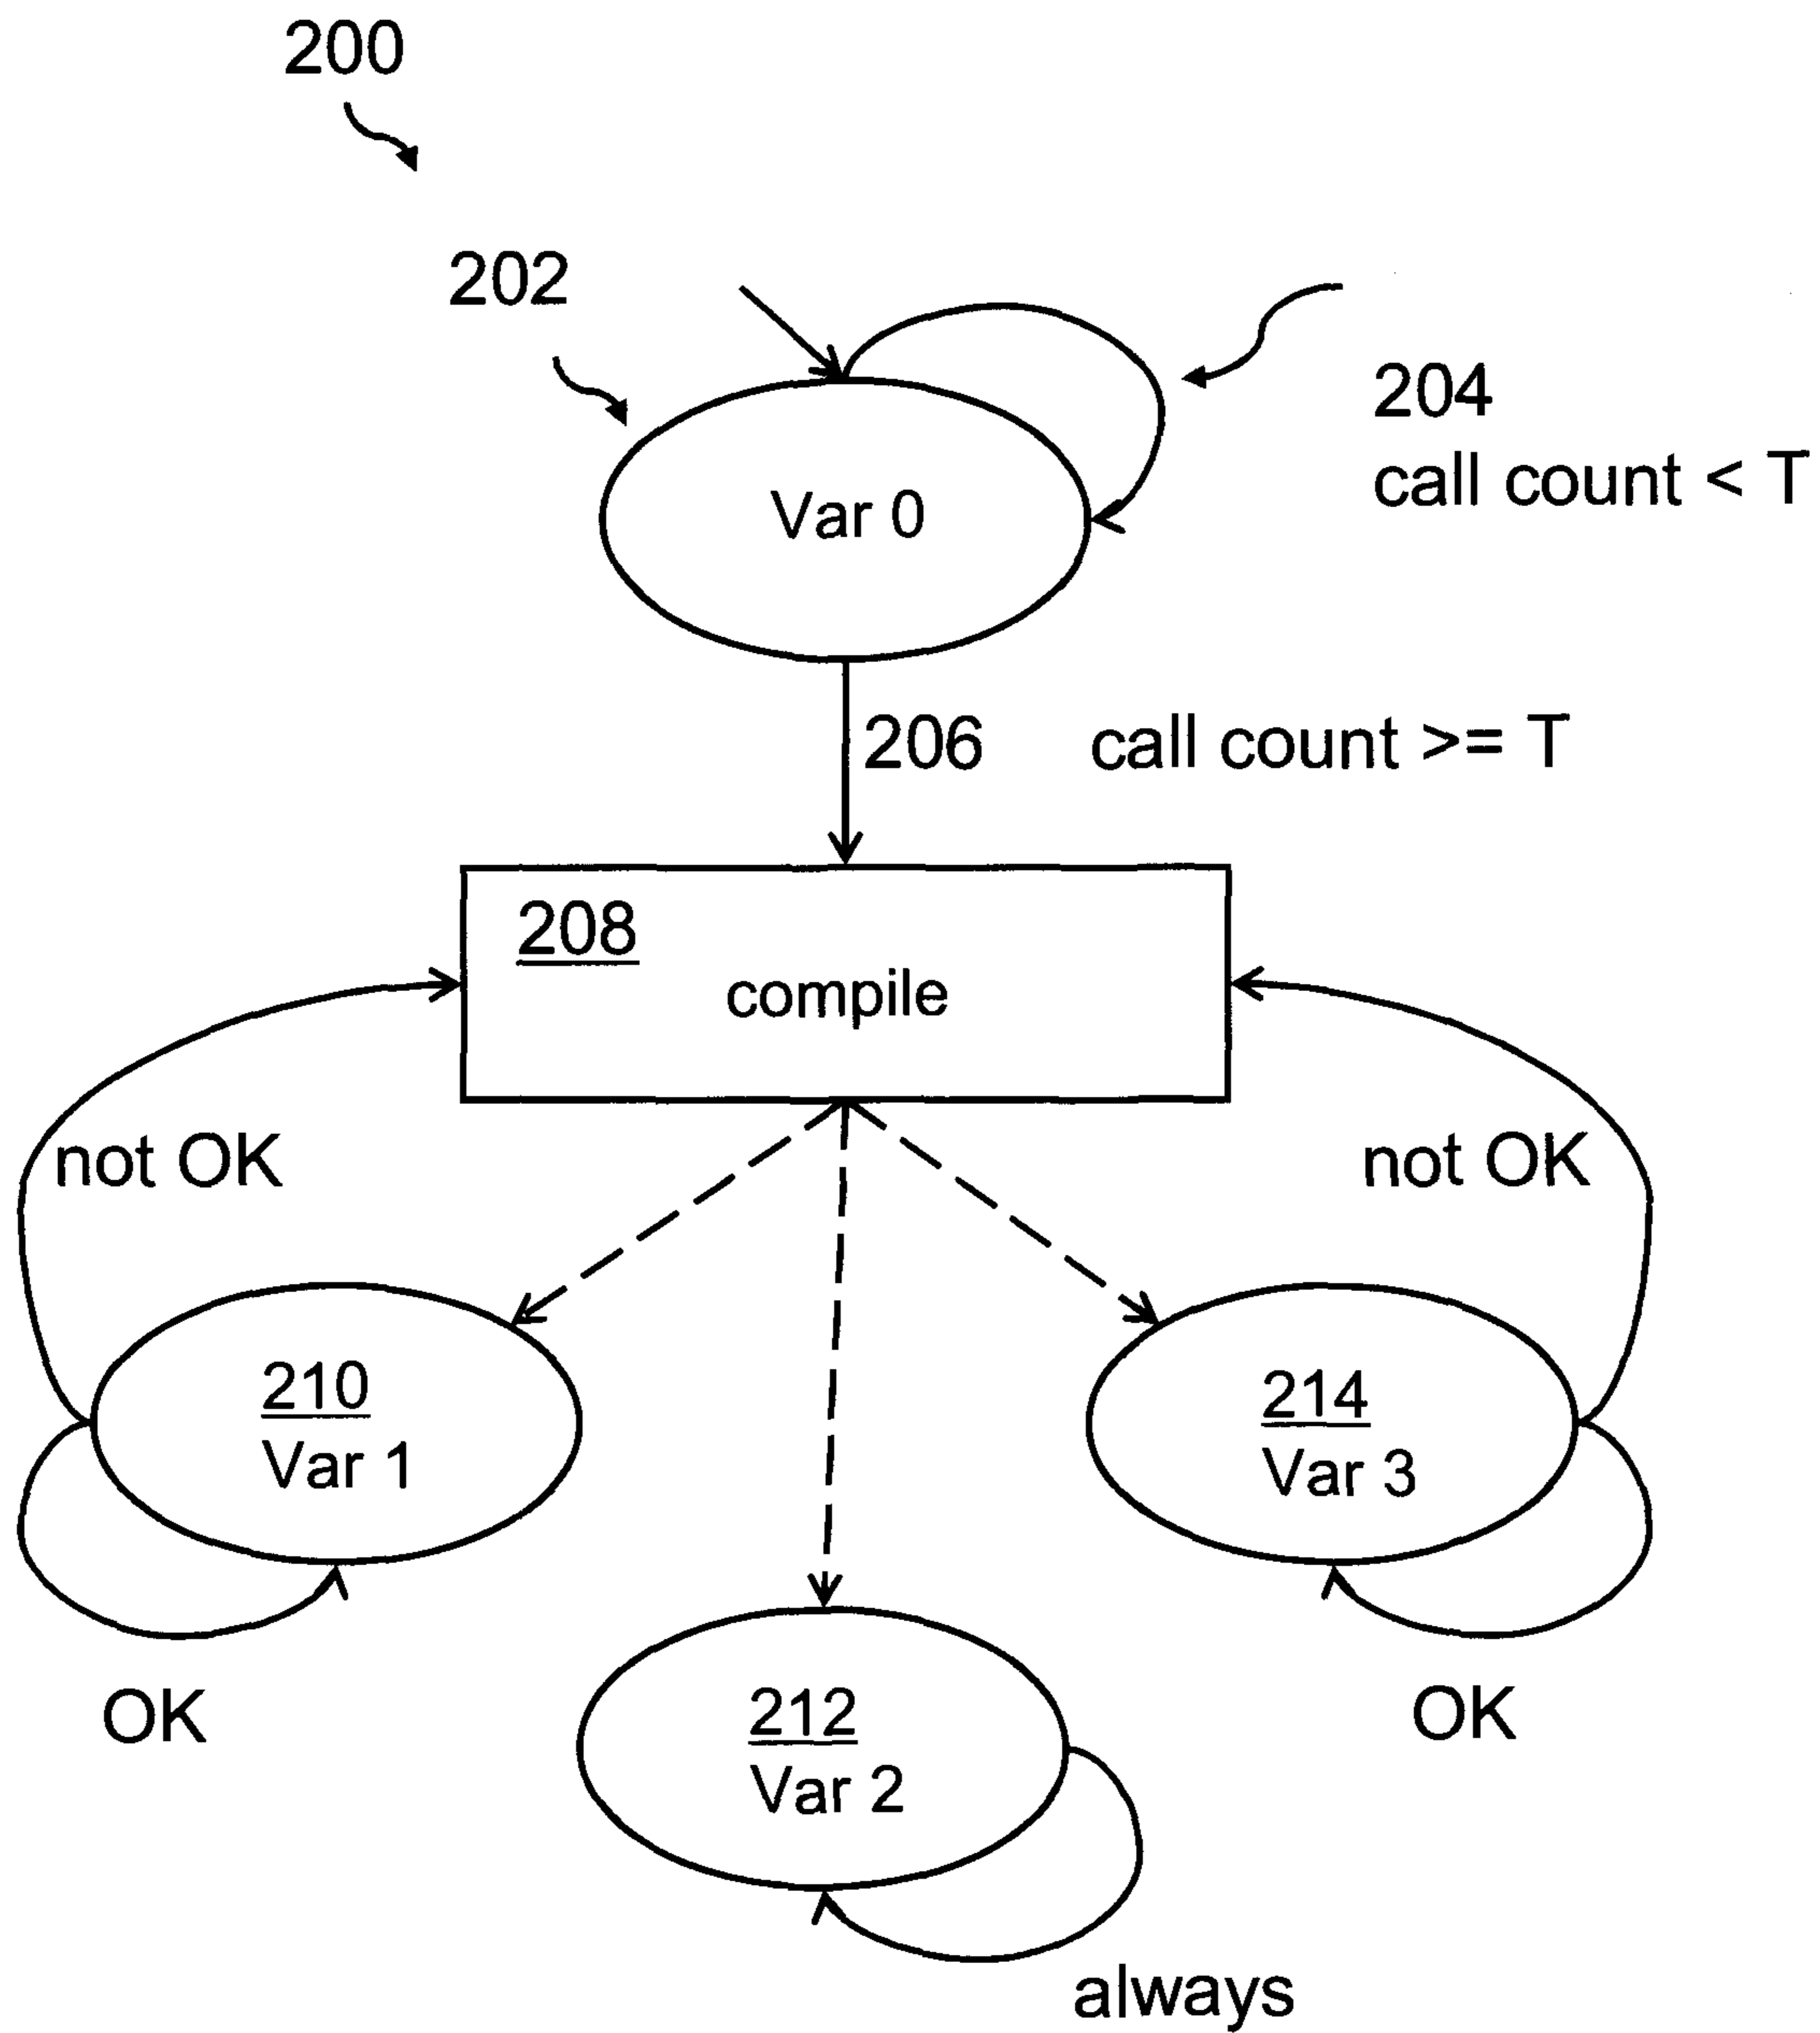 200
202
204
call count < T
Var 0
206 call count >= T
208
compile
not OK
not OK
210
Var 1
214
Var 3
OK
OK
212
Var 2
always